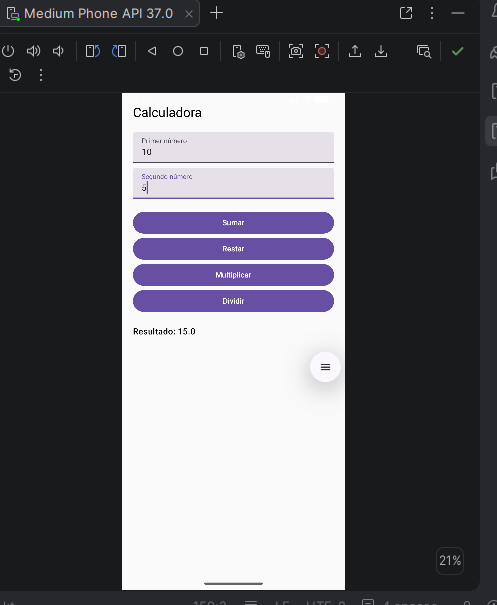 Medium Phone API 37.0
Calculadora
Primer número
10
Segundo número
5
Sumar
Restar
Multiplicar
Dividir
Resultado: 15.0
21%